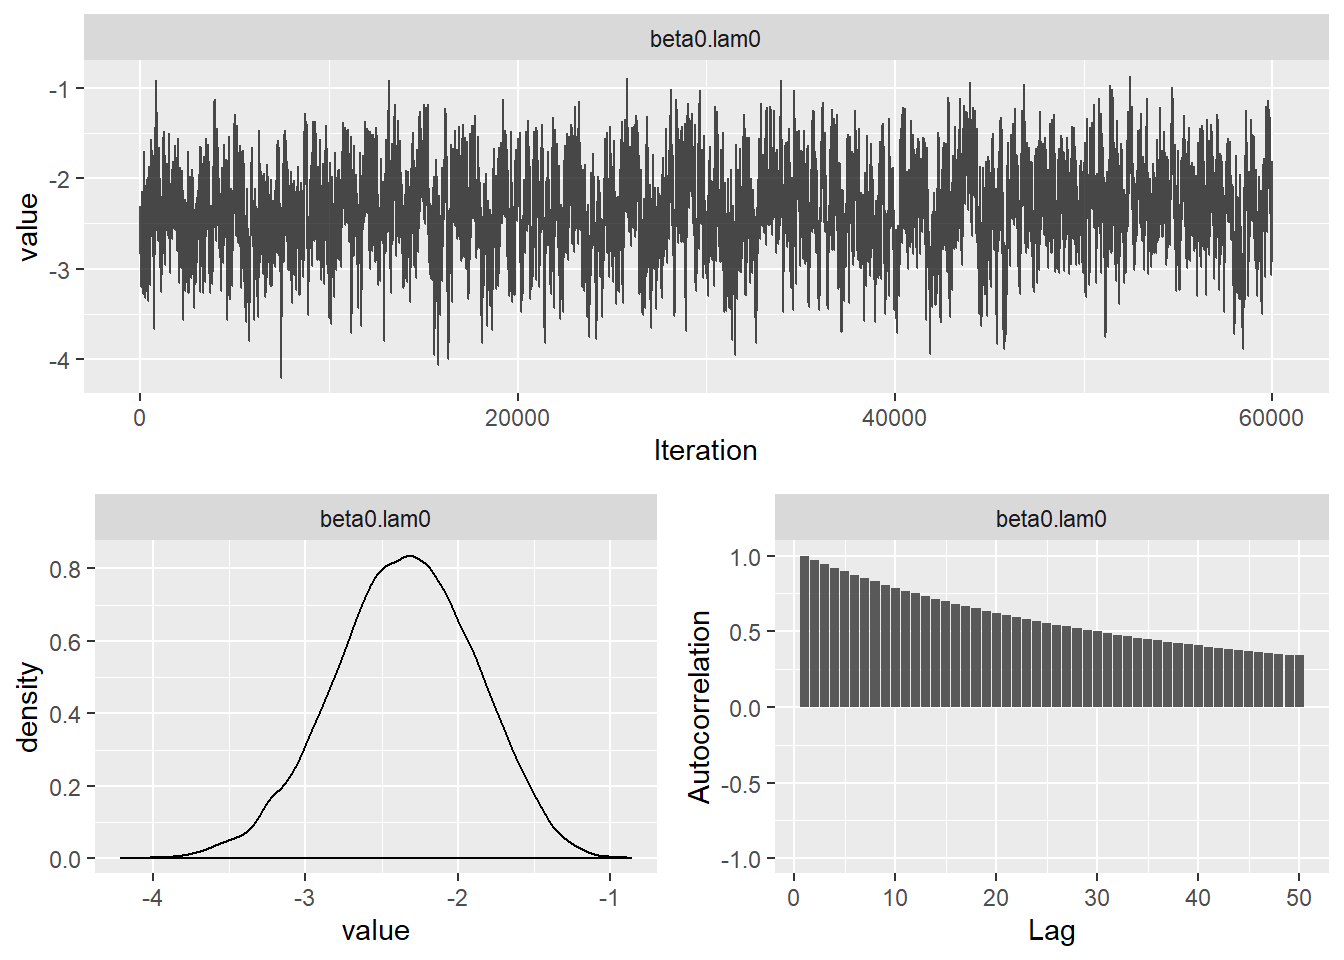 beta0.lam0
-1
-2
-3
-4
value
0 20000 40000 60000
Iteration
beta0.lam0
0.8
0.6
0.4
0.2
0.0
density
-4 -3 -2 -1
value
beta0.lam0
1.0
0.5
0.0
-0.5
-1.0
Autocorrelation
0 10 20 30 40 50
Lag